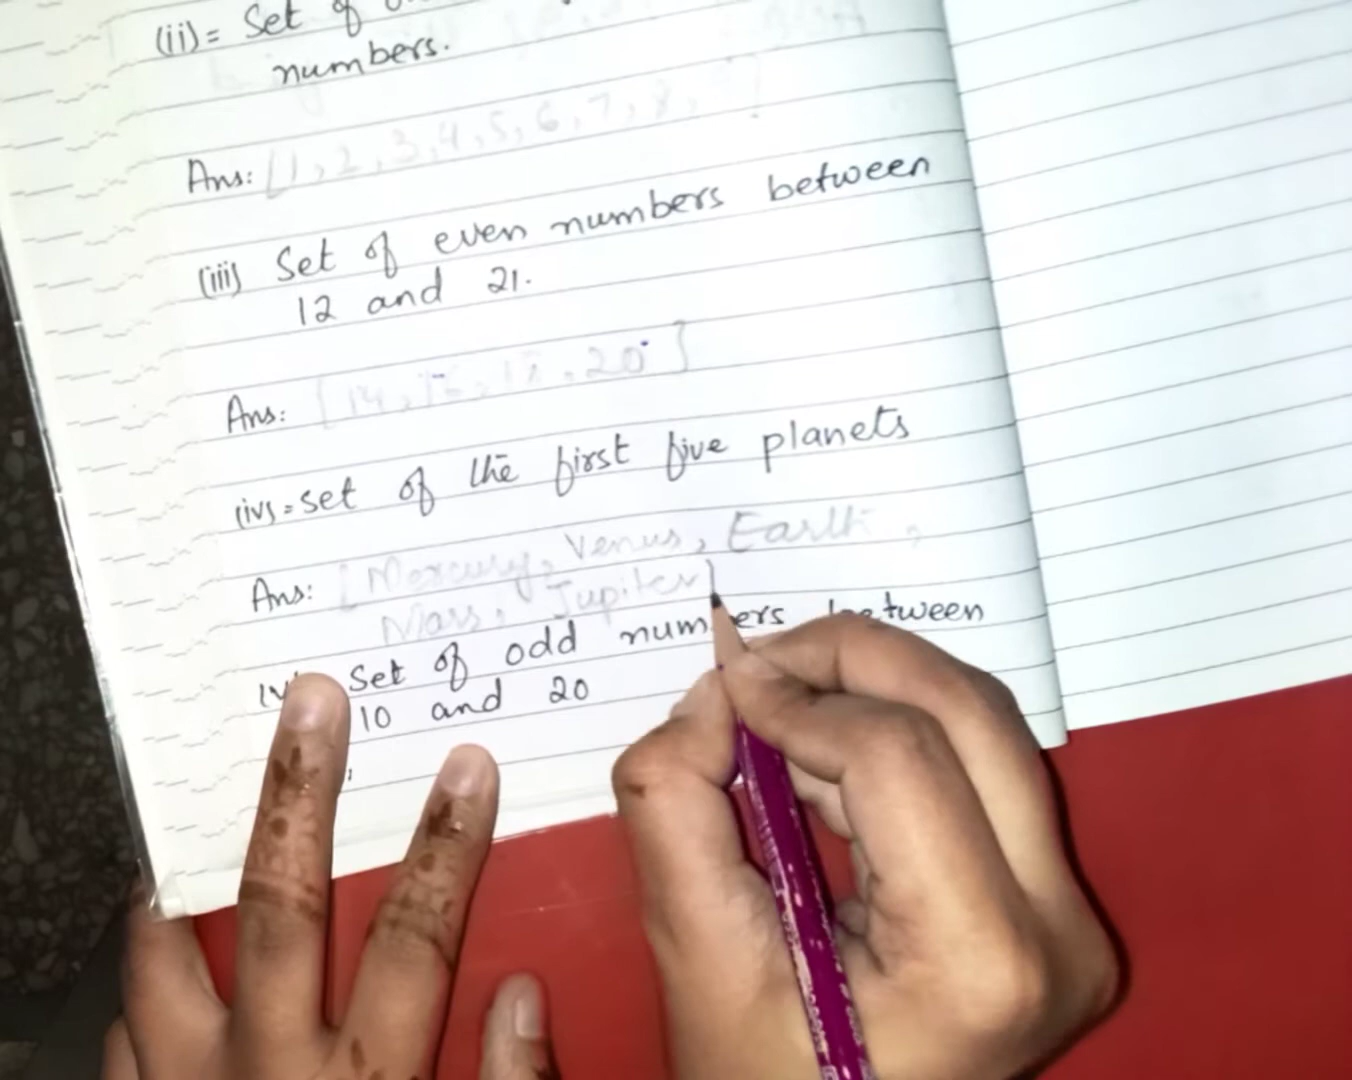 (ii)= Set of
numbers.
Ans: [1, 2, 3, 4, 5, 6, 7, 8, 9]
(iii) Set of even numbers between
12 and 21.
Ans: [14, 16, 18, 20]
(iv)=set of the first five planets
Ans: [Mercury, Venus, Earth,
Mars, Jupiter]
(v) Set of odd numbers between
10 and 20